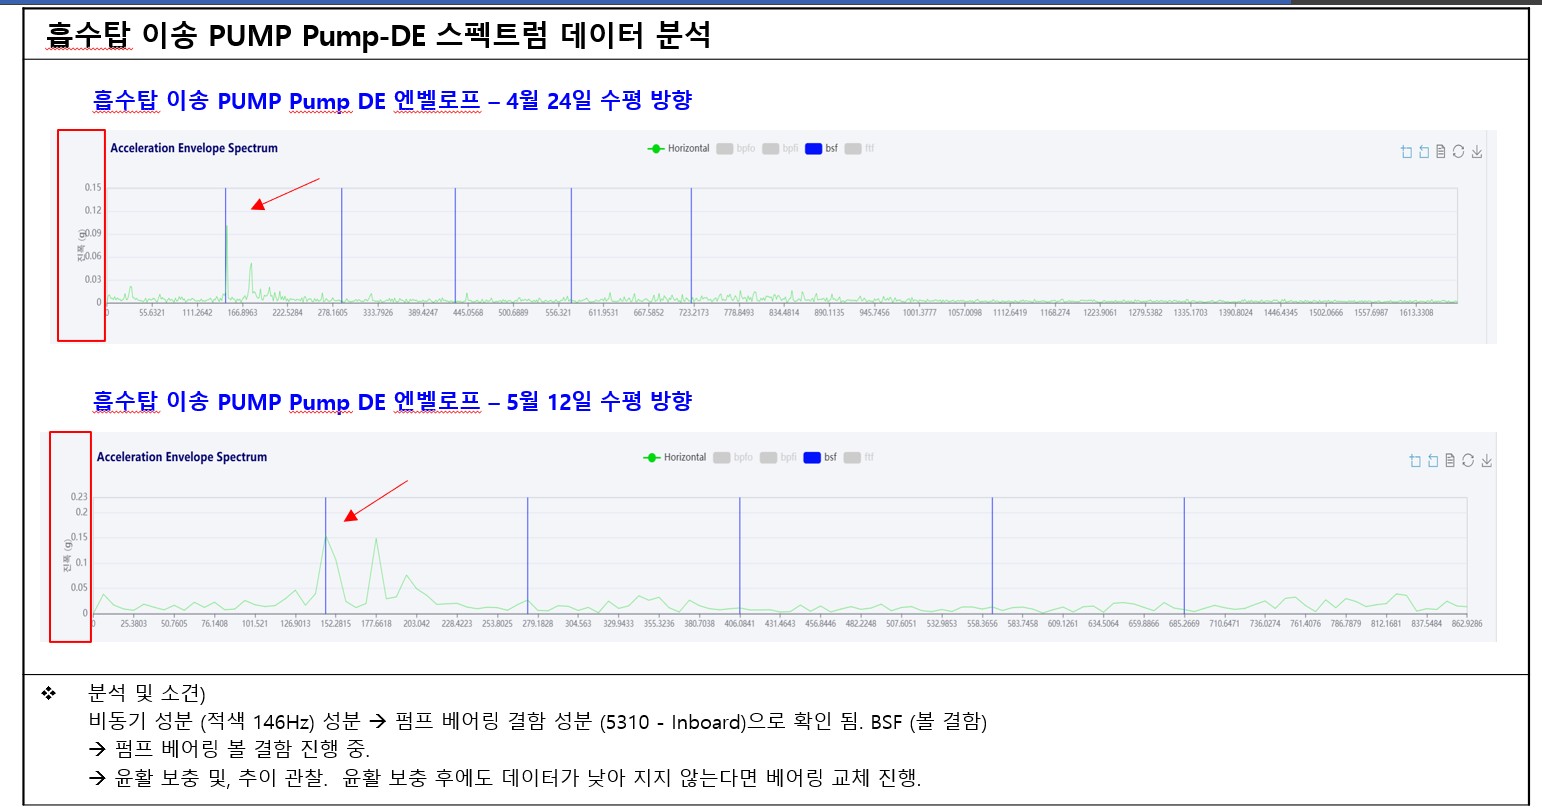 흡수탑 이송 PUMP Pump-DE 스펙트럼 데이터 분석
흡수탑 이송 PUMP Pump DE 엔벨로프 – 4월 24일 수평 방향
Acceleration Envelope Spectrum
Horizontal bpfo bpfi bsf ftf
진폭 (g)
0.15
0.12
0.09
0.06
0.03
0
0 55.6321 111.2642 166.8963 222.5284 278.1605 333.7926 389.4247 445.0568 500.6889 556.321 611.9531 667.5852 723.2173 778.8493 834.4814 890.1135 945.7456 1001.3777 1057.0098 1112.6419 1168.274 1223.9061 1279.5382 1335.1703 1390.8024 1446.4345 1502.0666 1557.6987 1613.3308
흡수탑 이송 PUMP Pump DE 엔벨로프 – 5월 12일 수평 방향
Acceleration Envelope Spectrum
Horizontal bpfo bpfi bsf ftf
진폭 (g)
0.23
0.2
0.15
0.1
0.05
0
0 25.3803 50.7605 76.1408 101.521 126.9013 152.2815 177.6618 203.042 228.4223 253.8025 279.1828 304.563 329.9433 355.3236 380.7038 406.0841 431.4643 456.8446 482.2248 507.6051 532.9853 558.3656 583.7458 609.1261 634.5064 659.8866 685.2669 710.6471 736.0274 761.4076 786.7879 812.1681 837.5484 862.9286
❖ 분석 및 소견)
비동기 성분 (적색 146Hz) 성분 → 펌프 베어링 결함 성분 (5310 - Inboard)으로 확인 됨. BSF (볼 결함)
→ 펌프 베어링 볼 결함 진행 중.
→ 윤활 보충 및, 추이 관찰. 윤활 보충 후에도 데이터가 낮아 지지 않는다면 베어링 교체 진행.